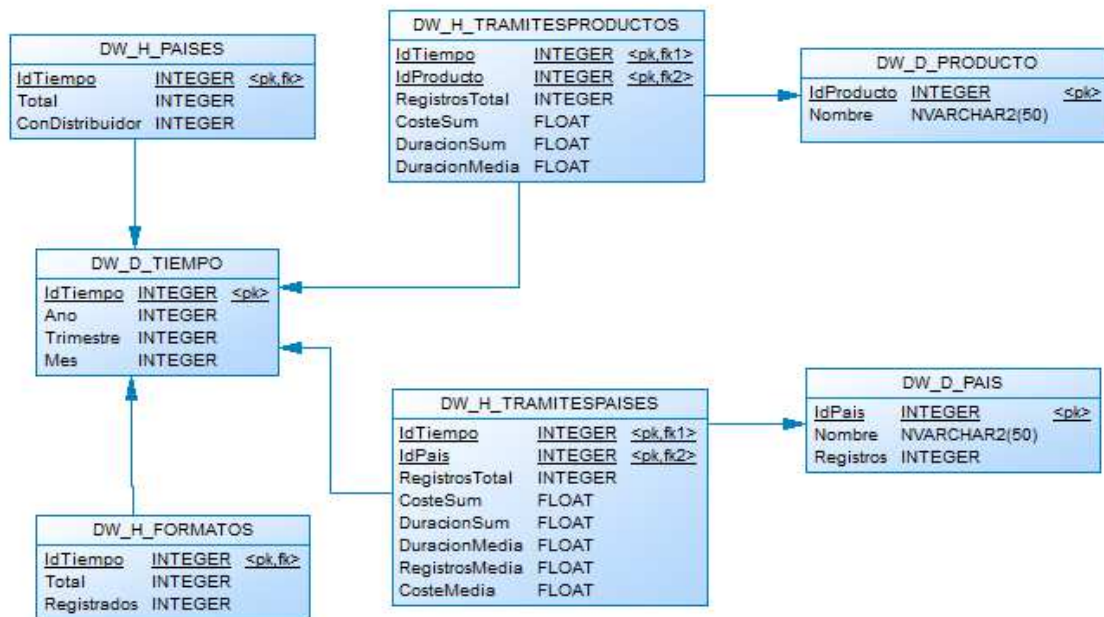 DW_H_PAISES
IdTiempo INTEGER <pk,fk>
Total INTEGER
ConDistribuidor INTEGER
DW_H_TRAMITESPRODUCTOS
IdTiempo INTEGER <pk,fk1>
IdProducto INTEGER <pk,fk2>
RegistrosTotal INTEGER
CosteSum FLOAT
DuracionSum FLOAT
DuracionMedia FLOAT
DW_D_PRODUCTO
IdProducto INTEGER <pk>
Nombre NVARCHAR2(50)
DW_D_TIEMPO
IdTiempo INTEGER <pk>
Ano INTEGER
Trimestre INTEGER
Mes INTEGER
DW_H_TRAMITESPAISES
IdTiempo INTEGER <pk,fk1>
IdPais INTEGER <pk,fk2>
RegistrosTotal INTEGER
CosteSum FLOAT
DuracionSum FLOAT
DuracionMedia FLOAT
RegistrosMedia FLOAT
CosteMedia FLOAT
DW_D_PAIS
IdPais INTEGER <pk>
Nombre NVARCHAR2(50)
Registros INTEGER
DW_H_FORMATOS
IdTiempo INTEGER <pk,fk>
Total INTEGER
Registrados INTEGER